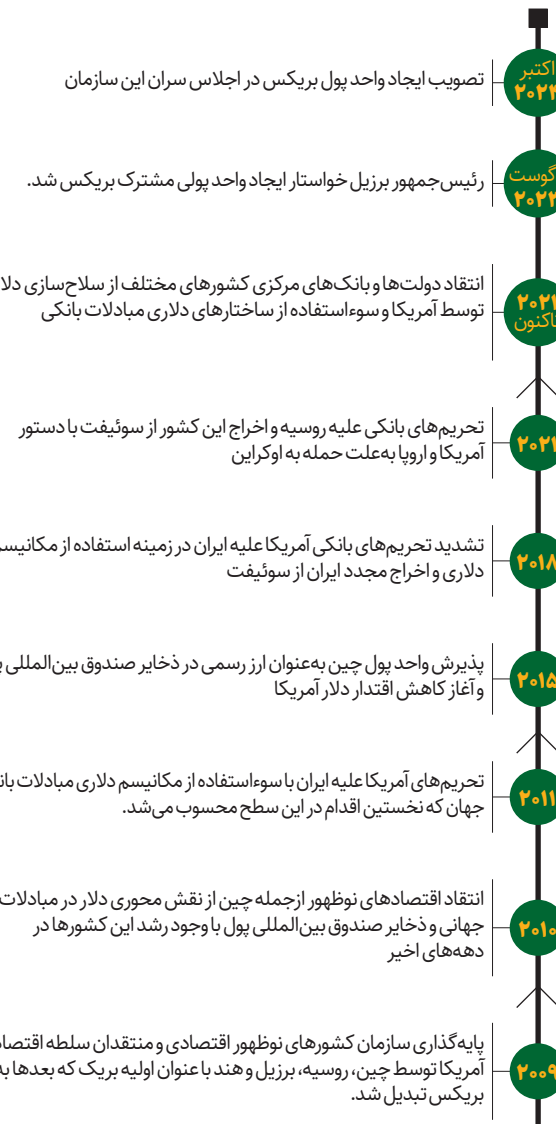 اکتبر
تصویب ایجاد واحد پول بریکس در اجلاس سران این سازمان
رئیس‌جمهور برزیل خواستار ایجاد واحد پولی مشترک بریکس شد.
تاکنون
انتقاد دولت‌ها و بانک‌های مرکزی کشورهای مختلف از سلاح‌سازی
توسط آمریکا و سوءاستفاده از ساختارهای دلاری مبادلات بانکی
تحریم‌های بانکی علیه روسیه و اخراج این کشور از سوئیفت با دستور
آمریکا و اروپا به‌علت حمله به اوکراین
۲۰۱۸
تشدید تحریم‌های بانکی آمریکا علیه ایران در زمینه استفاده از
دلاری و اخراج مجدد ایران از سوئیفت
۲۰۱۵
پذیرش واحد پول چین به‌عنوان ارز رسمی در ذخایر صندوق بین‌المللی
و آغاز کاهش اقتدار دلار آمریکا
۲۰۱۱
تحریم‌های آمریکا علیه ایران با سوءاستفاده از مکانیسم دلاری مبادلات
جهان که نخستین اقدام در این سطح محسوب می‌شد.
۲۰۱۰
انتقاد اقتصادهای نوظهور ازجمله چین از نقش محوری دلار در مبادلات
جهانی و ذخایر صندوق بین‌المللی پول با وجود رشد این کشورها در
دهه‌های اخیر
۲۰۰۹
پایه‌گذاری سازمان کشورهای نوظهور اقتصادی و منتقدان سلطه
آمریکا توسط چین، روسیه، برزیل و هند با عنوان اولیه بریک که بعدها
بریکس تبدیل شد.